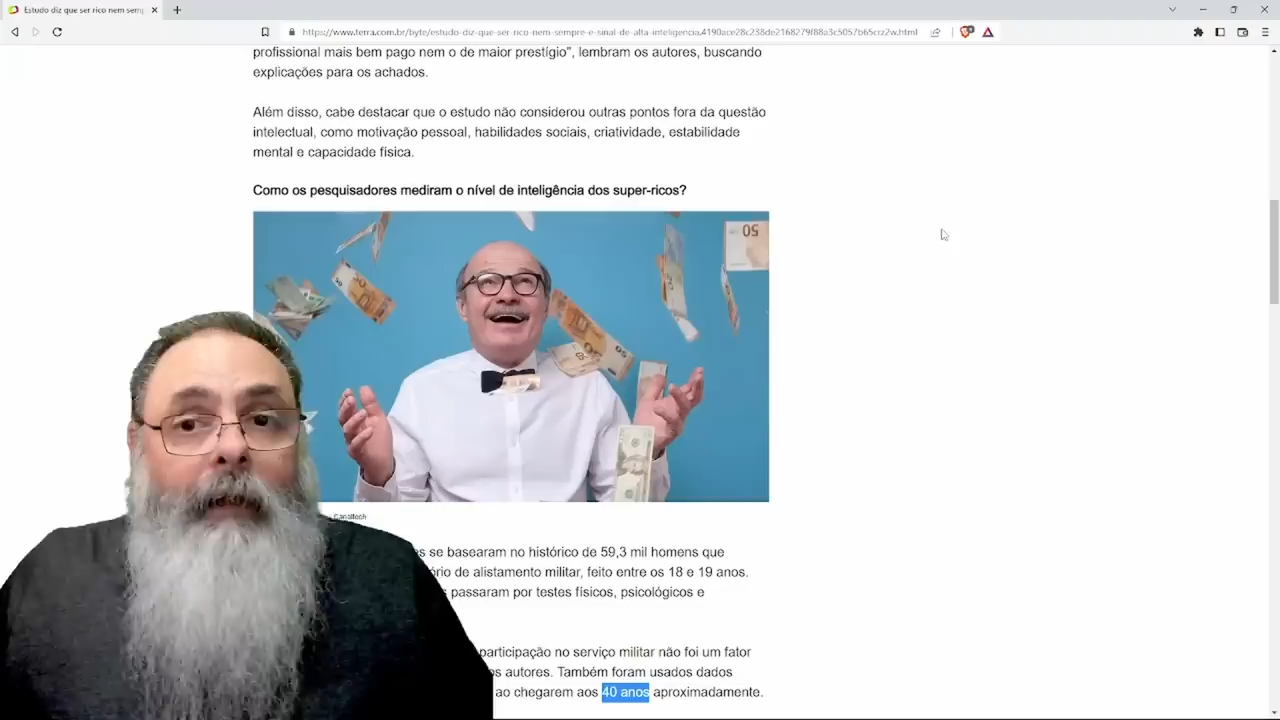 Estudo diz que ser rico nem semp
https://www.terra.com.br/byte/estudo-diz-que-ser-rico-nem-sempre-e-sinal-de-alta-inteligencia,4190ace28c238de2168279f88a3c5057b65crz2w.html
profissional mais bem pago nem o de maior prestígio", lembram os autores, buscando
explicações para os achados.
Além disso, cabe destacar que o estudo não considerou outras pontos fora da questão
intelectual, como motivação pessoal, habilidades sociais, criatividade, estabilidade
mental e capacidade física.
Como os pesquisadores mediram o nível de inteligência dos super-ricos?
50
Canaltech
es se basearam no histórico de 59,3 mil homens que
ório de alistamento militar, feito entre os 18 e 19 anos.
passaram por testes físicos, psicológicos e
participação no serviço militar não foi um fator
os autores. Também foram usados dados
ao chegarem aos 40 anos aproximadamente.